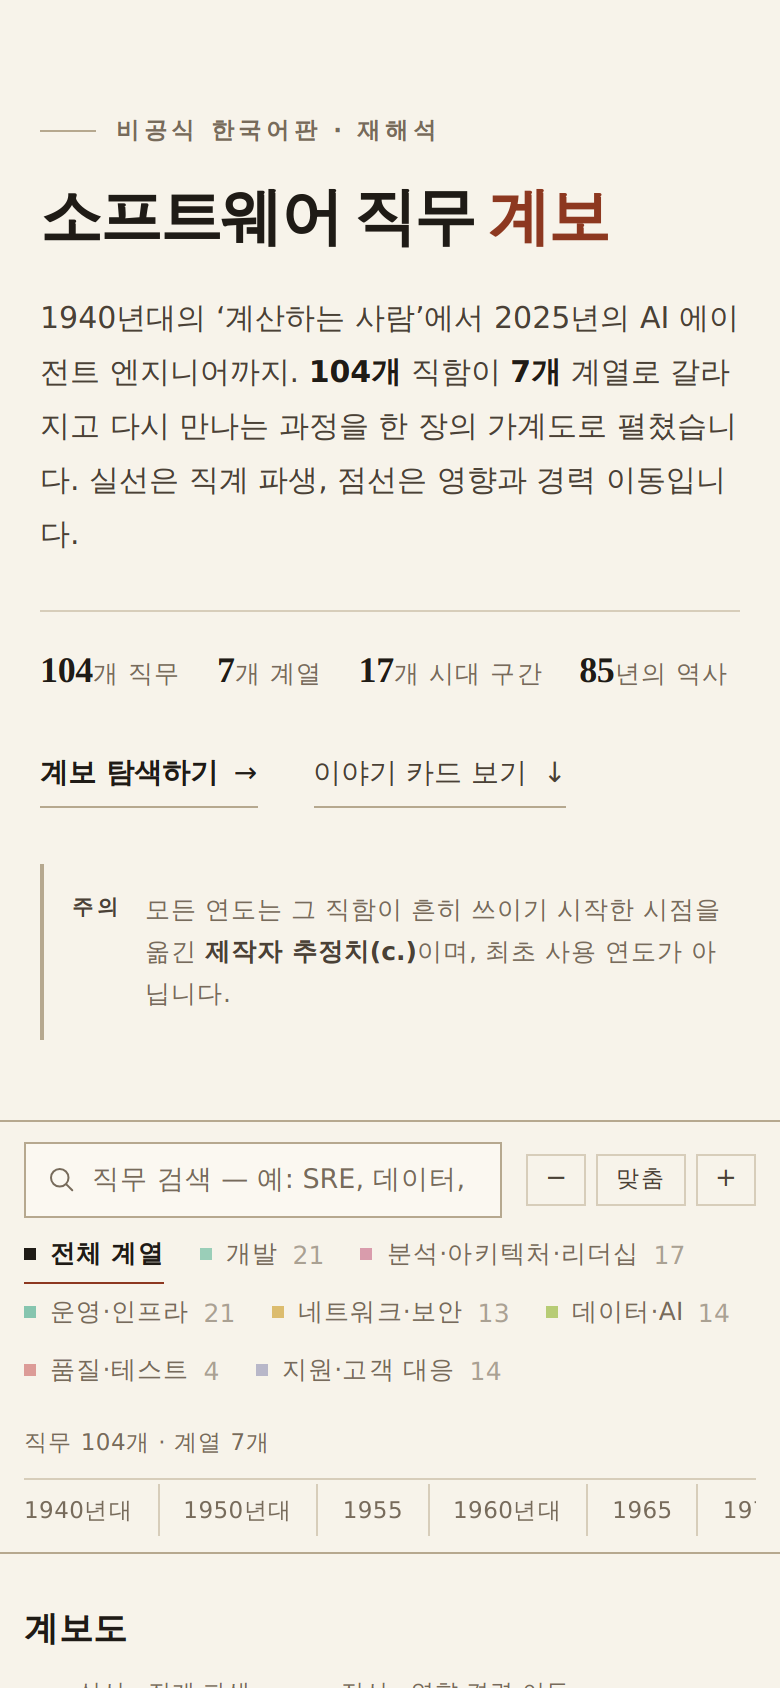 비공식 한국어판 · 재해석
소프트웨어 직무 계보
1940년대의 ‘계산하는 사람’에서 2025년의 AI 에이
전트 엔지니어까지. 104개 직함이 7개 계열로 갈라
지고 다시 만나는 과정을 한 장의 가계도로 펼쳤습니
다. 실선은 직계 파생, 점선은 영향과 경력 이동입니
다.
104개 직무 7개 계열 17개 시대 구간 85년의 역사
계보 탐색하기 → 이야기 카드 보기 ↓
주의 모든 연도는 그 직함이 흔히 쓰이기 시작한 시점을
옮긴 제작자 추정치(c.)이며, 최초 사용 연도가 아
닙니다.
직무 검색 — 예: SRE, 데이터, − 맞춤 +
전체 계열 개발 21 분석·아키텍처·리더십 17
운영·인프라 21 네트워크·보안 13 데이터·AI 14
품질·테스트 4 지원·고객 대응 14
직무 104개 · 계열 7개
1940년대 1950년대 1955 1960년대 1965
계보도